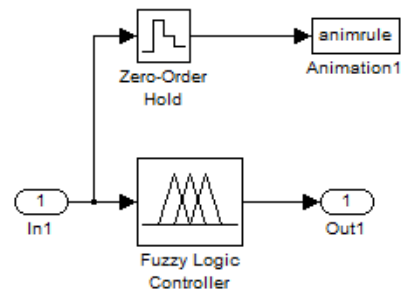 animrule
Zero-Order
Hold
Animation1
1
In1
Fuzzy Logic
Controller
1
Out1